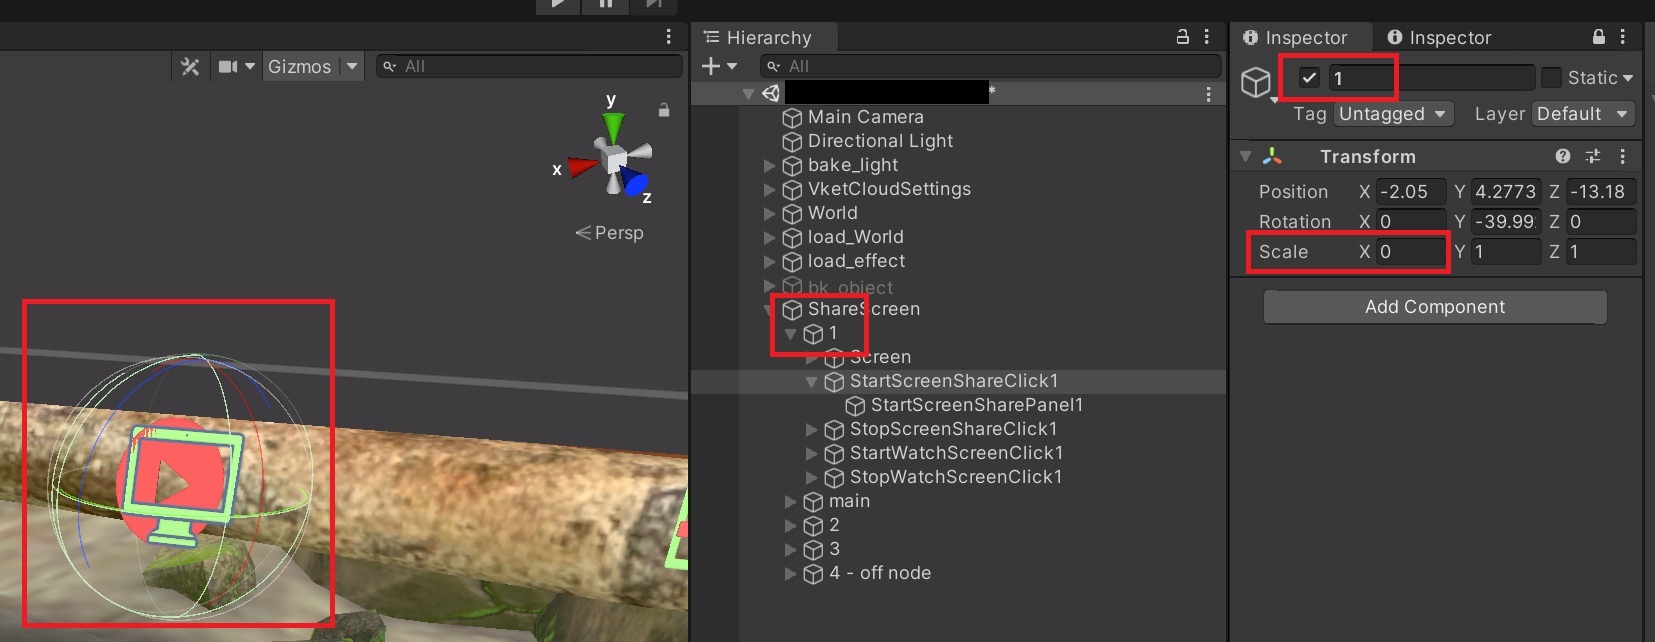 Gizmos
All
y
x
z
Persp
Hierarchy
All
*
Main Camera
Directional Light
bake_light
VketCloudSettings
World
load_World
load_effect
bk_object
ShareScreen
1
Screen
StartScreenShareClick1
StartScreenSharePanel1
StopScreenShareClick1
StartWatchScreenClick1
StopWatchScreenClick1
main
2
3
4 - off node
Inspector
Inspector
1
Static
Tag Untagged Layer Default
Transform
Position X -2.05 Y 4.2773 Z -13.18
Rotation X 0 Y -39.99 Z 0
Scale X 0 Y 1 Z 1
Add Component